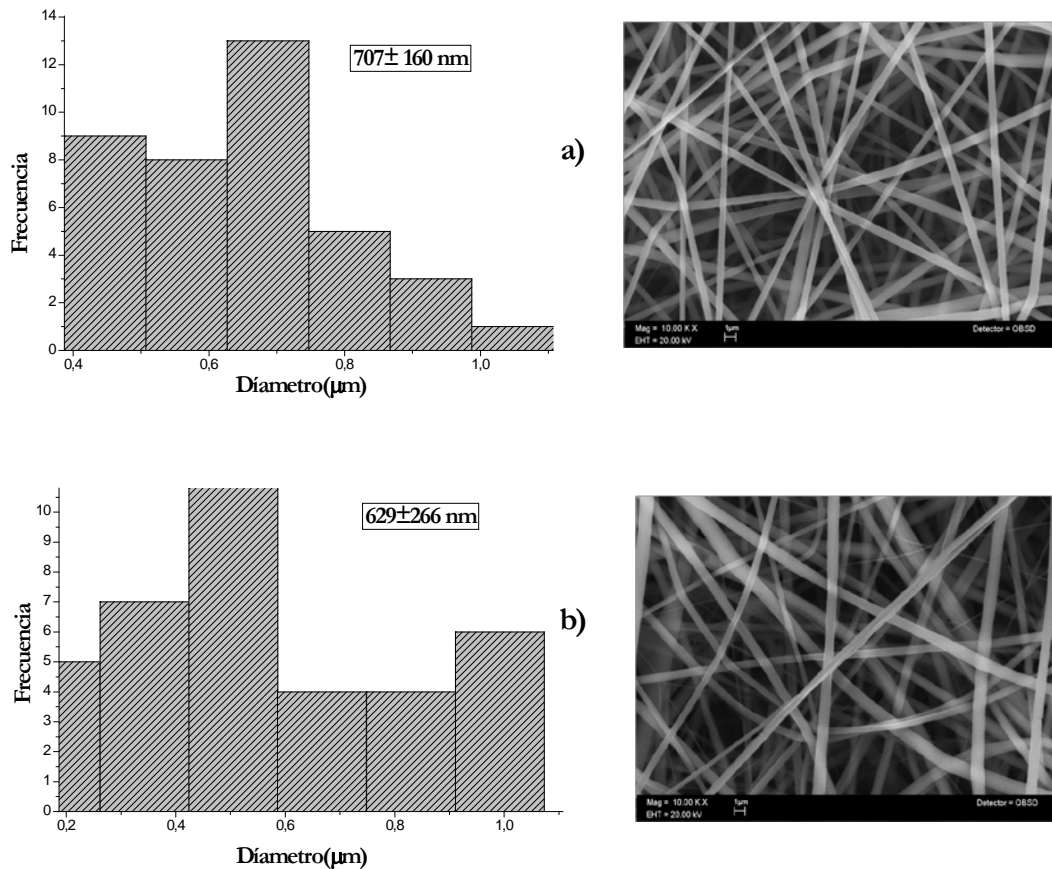 14
12
10
8
6
4
2
0
Frecuencia
707± 160 nm
0,4
0,6
0,8
1,0
Díametro(μm)
a)
Mag = 10.00 K X
1μm
Detector = QBSD
EHT = 20.00 kV
10
9
8
7
6
5
4
3
2
1
0
Frecuencia
629±266 nm
0,2
0,4
0,6
0,8
1,0
Díametro(μm)
b)
Mag = 10.00 K X
1μm
Detector = QBSD
EHT = 20.00 kV